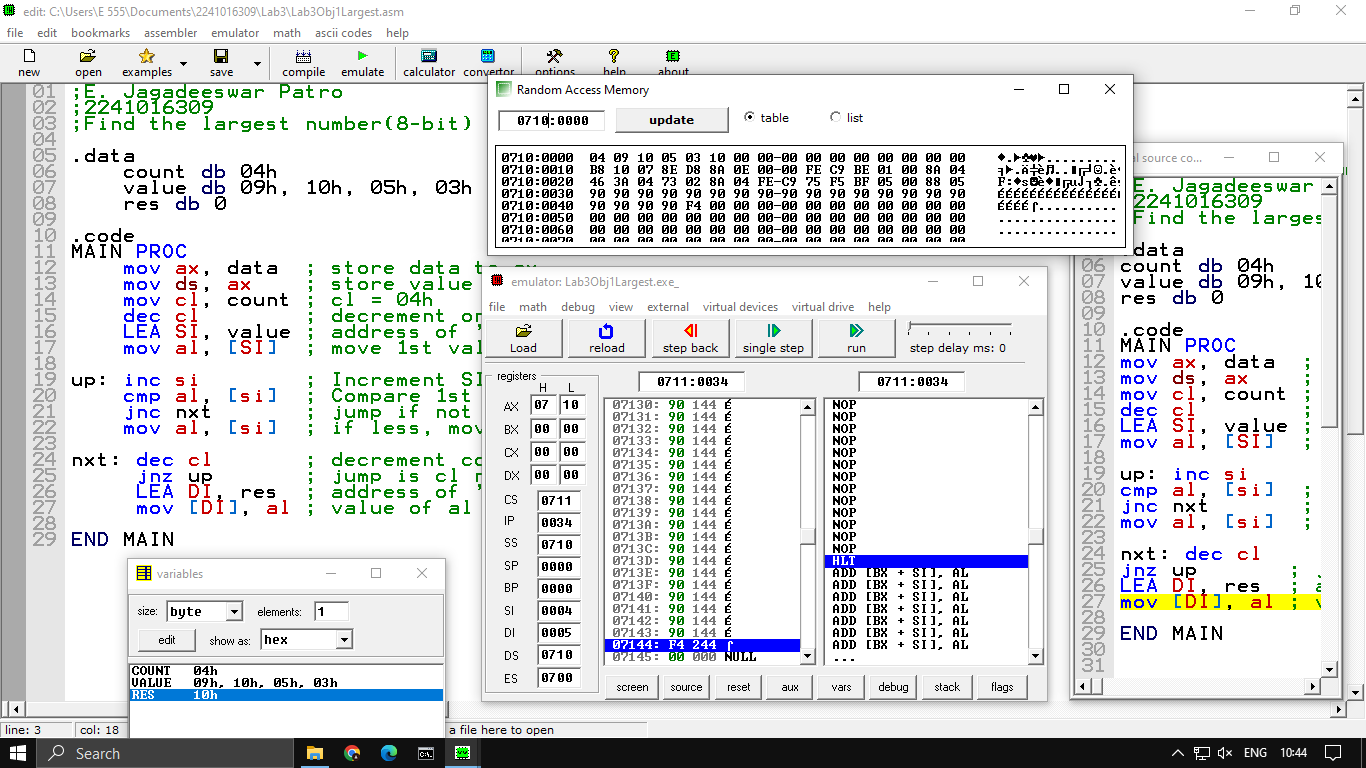 edit: C:\Users\E 555\Documents\2241016309\Lab3\Lab3Obj1Largest.asm
file edit bookmarks assembler emulator math ascii codes help
new open examples save compile emulate calculator convertor options help about
01 ;E. Jagadeeswar Patro
02 ;2241016309
03 ;Find the largest number(8-bit)
04
05 .data
06 count db 04h
07 value db 09h, 10h, 05h, 03h
08 res db 0
09
10 .code
11 MAIN PROC
12 mov ax, data ; store data to ax
13 mov ds, ax ; store value
14 mov cl, count ; cl = 04h
15 dec cl ; decrement
16 LEA SI, value ; address of '
17 mov al, [SI] ; move 1st
18
19 up: inc si ; Increment SI
20 cmp al, [si] ; Compare 1st
21 jnc nxt ; jump if not
22 mov al, [si] ; if less,
23
24 nxt: dec cl ; decrement
25 jnz up ; jump is cl
26 LEA DI, res ; address of '
27 mov [DI], al ; value of al
28
29 END MAIN
Random Access Memory
0710:0000 update table list
0710:0000 04 09 10 05 03 10 00 00-00 00 00 00 00 00 00 00
0710:0010 B8 10 07 8E D8 8A 0E 00-00 FE C9 BE 01 00 8A 04
0710:0020 46 3A 04 73 02 8A 04 FE-C9 75 F5 BF 05 00 88 05
0710:0030 90 90 90 90 90 90 90 90-90 90 90 90 90 90 90 90
0710:0040 90 90 90 90 F4 00 00 00-00 00 00 00 00 00 00 00
0710:0050 00 00 00 00 00 00 00 00-00 00 00 00 00 00 00 00
0710:0060 00 00 00 00 00 00 00 00-00 00 00 00 00 00 00 00
0710:0070 00 00 00 00 00 00 00 00-00 00 00 00 00 00 00 00
emulator: Lab3Obj1Largest.exe_
file math debug view external virtual devices virtual drive help
Load reload step back single step run step delay ms: 0
registers
H L
AX 07 10
BX 00 00
CX 00 00
DX 00 00
CS 0711
IP 0034
SS 0710
SP 0000
BP 0000
SI 0004
DI 0005
DS 0710
ES 0700
0711:0034 0711:0034
07130: 90 144 É
07131: 90 144 É
07132: 90 144 É
07133: 90 144 É
07134: 90 144 É
07135: 90 144 É
07136: 90 144 É
07137: 90 144 É
07138: 90 144 É
07139: 90 144 É
0713A: 90 144 É
0713B: 90 144 É
0713C: 90 144 É
0713D: 90 144 É
0713E: 90 144 É
0713F: 90 144 É
07140: 90 144 É
07141: 90 144 É
07142: 90 144 É
07143: 90 144 É
07144: F4 244 ⌠
07145: 00 000 NULL
NOP
NOP
NOP
NOP
NOP
NOP
NOP
NOP
NOP
NOP
NOP
NOP
NOP
HLT
ADD [BX + SI], AL
ADD [BX + SI], AL
ADD [BX + SI], AL
ADD [BX + SI], AL
ADD [BX + SI], AL
ADD [BX + SI], AL
ADD [BX + SI], AL
...
screen source reset aux vars debug stack flags
al source co...
E. Jagadeeswar
2241016309
Find the larges
.data
06 count db 04h
07 value db 09h, 10
08 res db 0
09
10 .code
11 MAIN PROC
12 mov ax, data ;
13 mov ds, ax ;
14 mov cl, count ;
15 dec cl ;
16 LEA SI, value ;
17 mov al, [SI] ;
18
19 up: inc si
20 cmp al, [si] ;
21 jnc nxt ;
22 mov al, [si] ;
23
24 nxt: dec cl
25 jnz up ;
26 LEA DI, res ; a
27 mov [DI], al ; v
28
29 END MAIN
30
31
variables
size: byte elements: 1
edit show as: hex
COUNT 04h
VALUE 09h, 10h, 05h, 03h
RES 10h
line: 3 col: 18 a file here to open
Search ENG 10:44